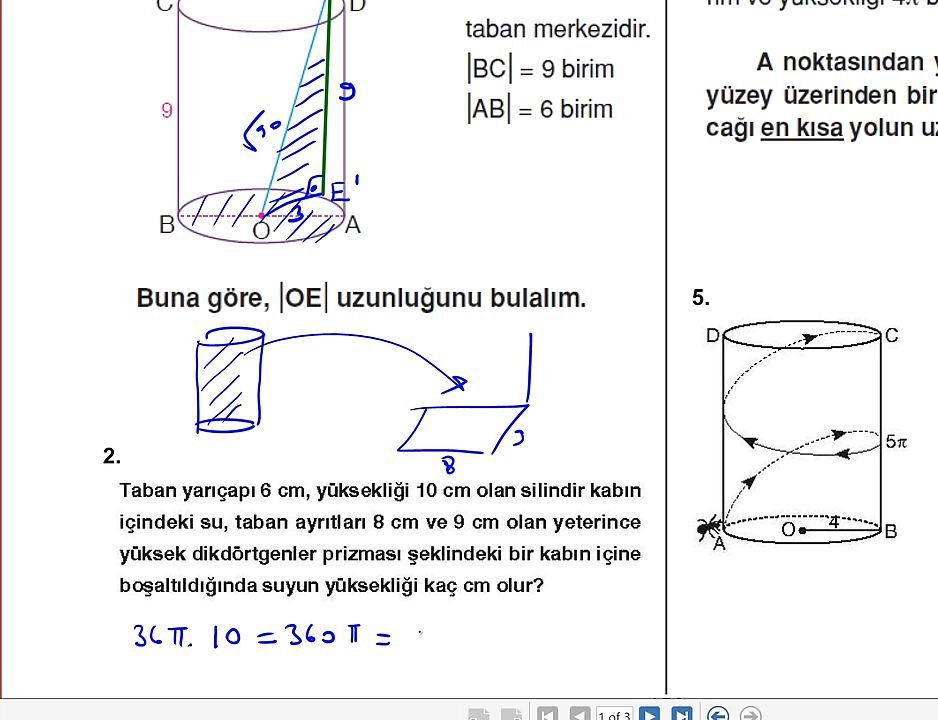 C
D
taban merkezidir.
|BC| = 9 birim
|AB| = 6 birim
9
9
√90
E'
3
B
O
A
Buna göre, |OE| uzunluğunu bulalım.
8
2.
Taban yarıçapı 6 cm, yüksekliği 10 cm olan silindir kabın
içindeki su, taban ayrıtları 8 cm ve 9 cm olan yeterince
yüksek dikdörtgenler prizması şeklindeki bir kabın içine
boşaltıldığında suyun yüksekliği kaç cm olur?
36π. 10 = 360 π =
A noktasından
yüzey üzerinden bir
cağı en kısa yolun
5.
D
C
5π
O
4
B
A
1 of 3